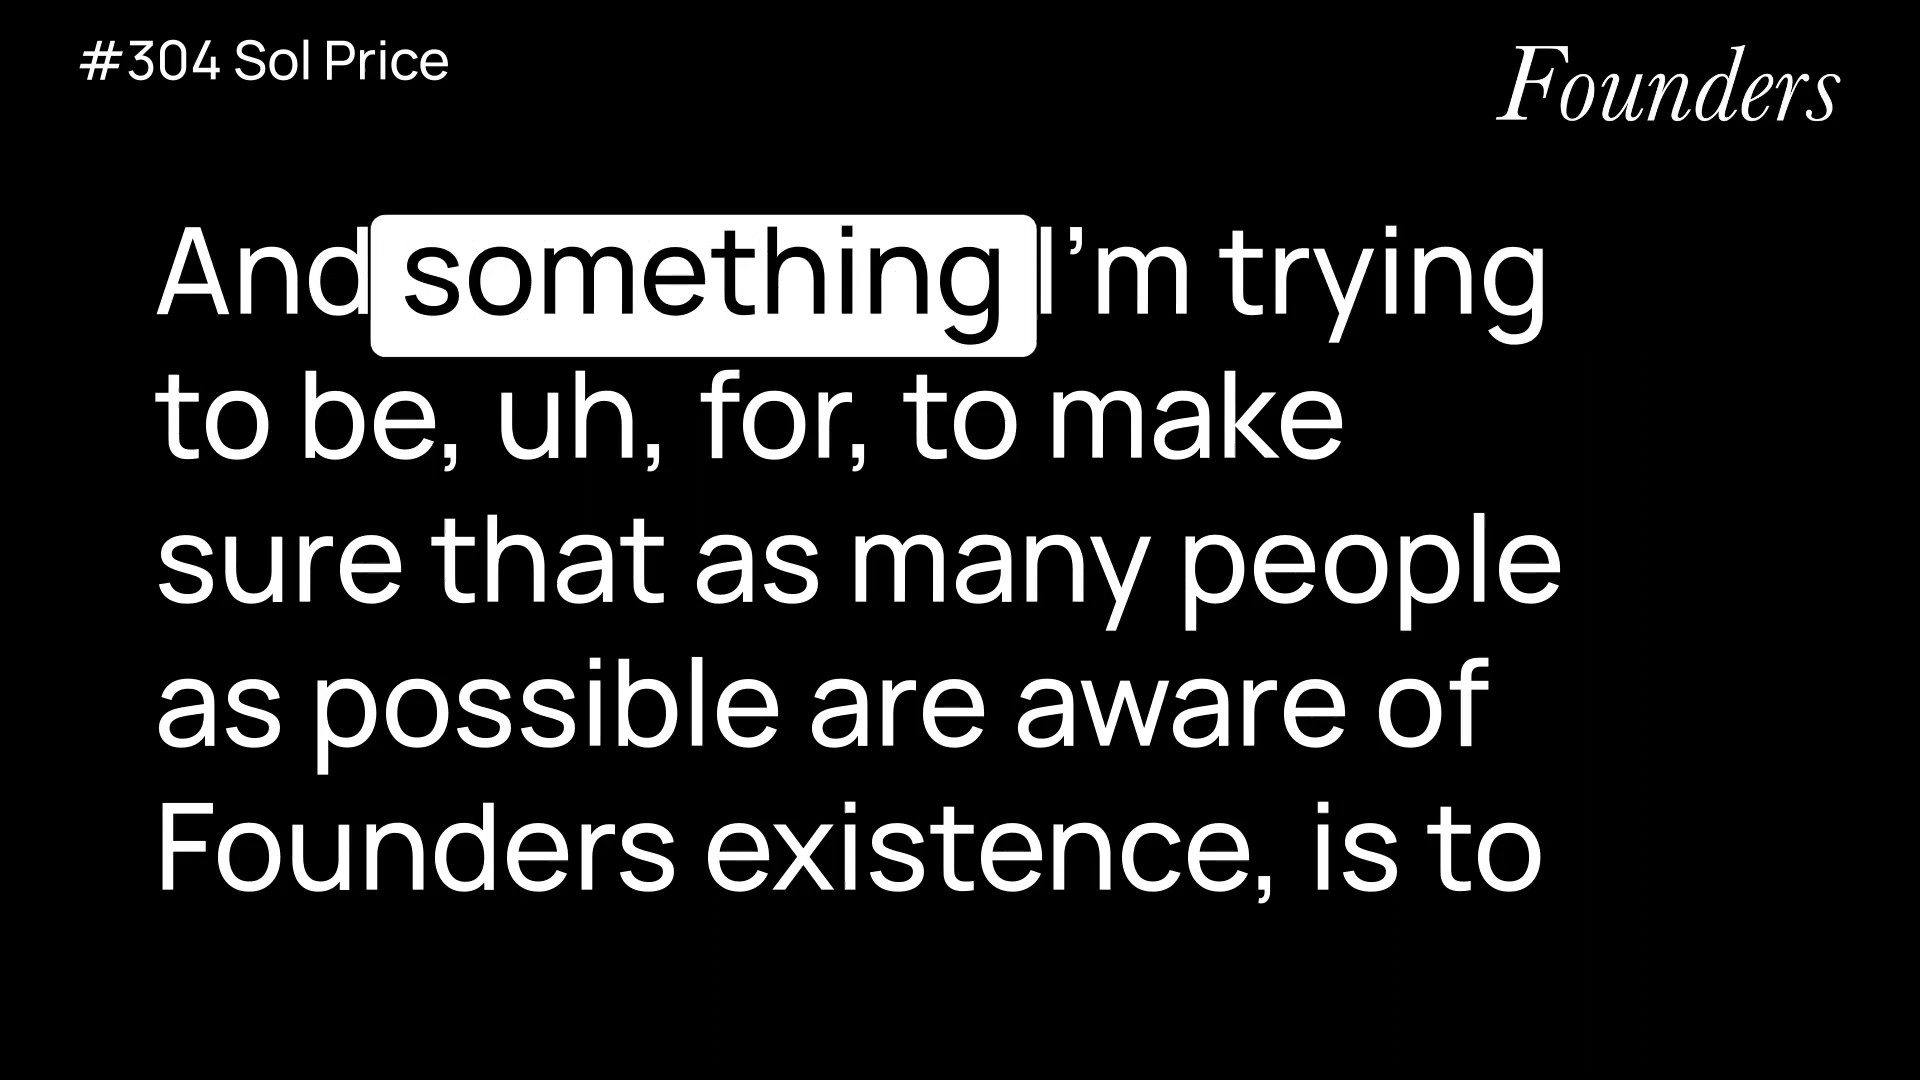 #304 Sol Price
Founders
And something I’m trying
to be, uh, for, to make
sure that as many people
as possible are aware of
Founders existence, is to